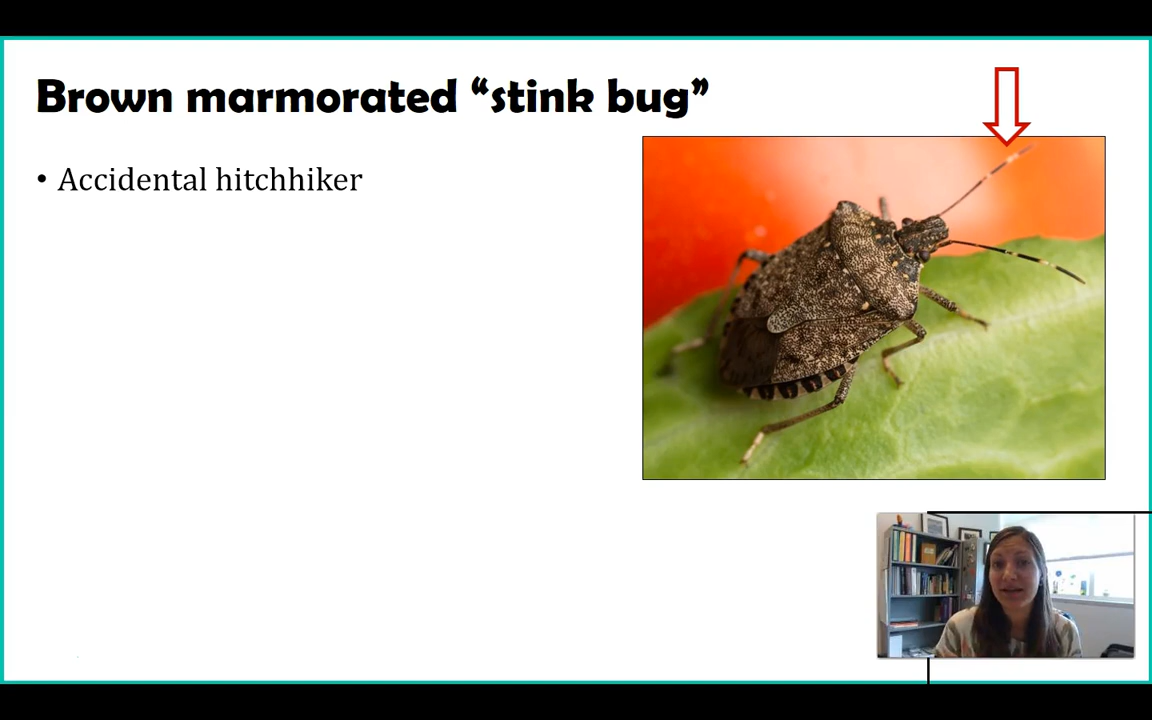 Brown marmorated “stink bug”
• Accidental hitchhiker